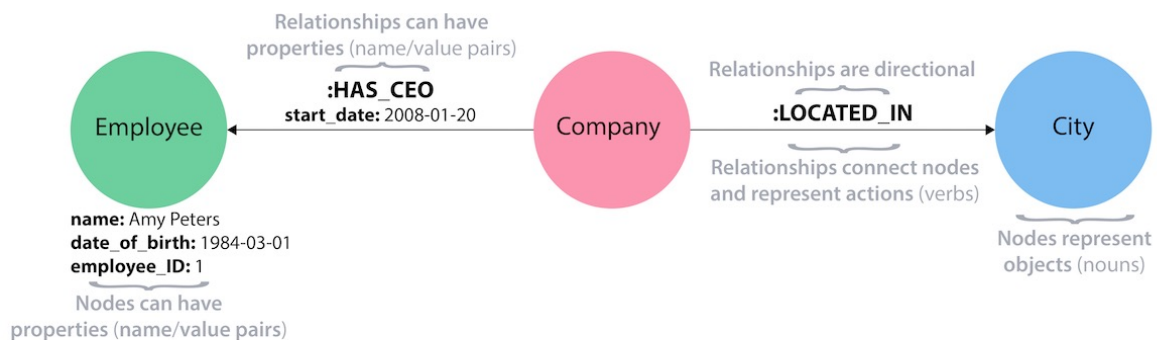 Relationships can have
properties (name/value pairs)
:HAS_CEO
start_date: 2008-01-20
Relationships are directional
:LOCATED_IN
Relationships connect nodes
and represent actions (verbs)
Employee
Company
City
name: Amy Peters
date_of_birth: 1984-03-01
employee_ID: 1
Nodes can have
properties (name/value pairs)
Nodes represent
objects (nouns)